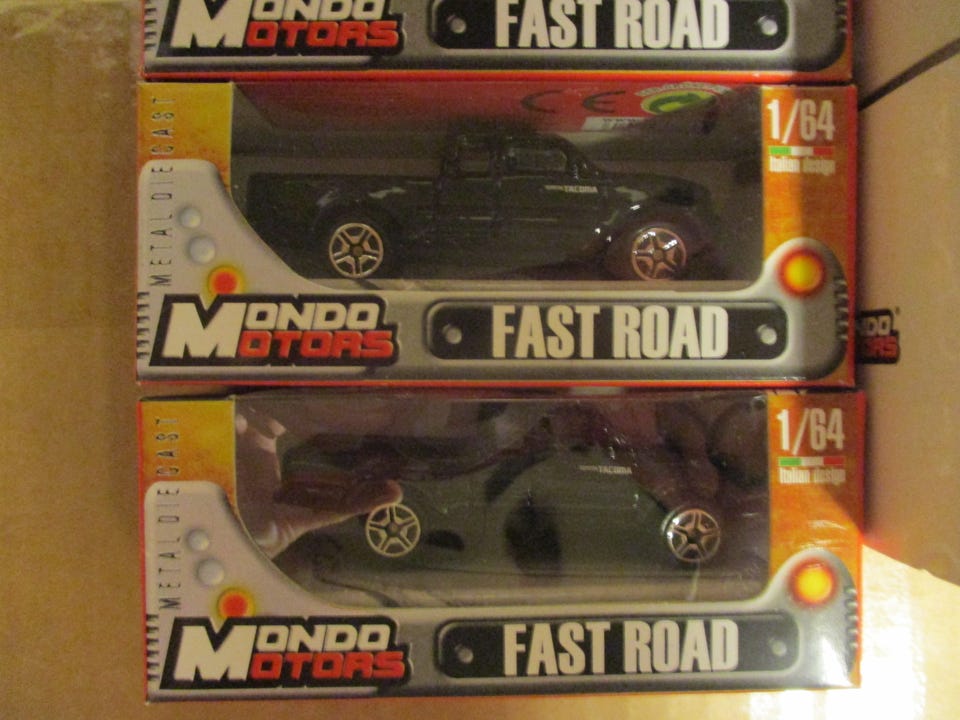 MONDO
MOTORS
FAST ROAD
METAL DIE CAST
CE
1/64
Italian design
TACOMA
MONDO
MOTORS
FAST ROAD
METAL DIE CAST
1/64
Italian design
TACOMA
MONDO
MOTORS
FAST ROAD